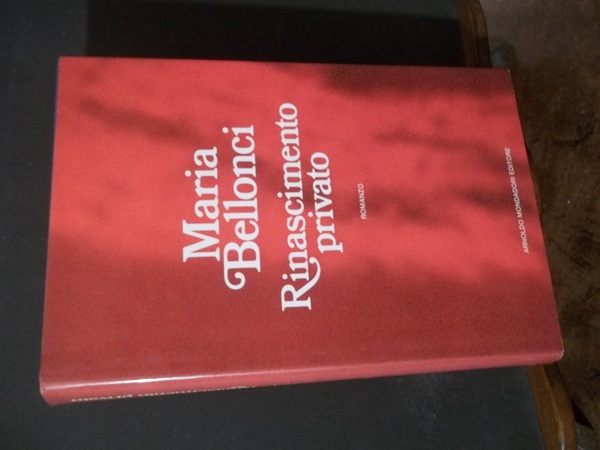 Maria
Bellonci
Rinascimento
privato
ROMANZO
ARNOLDO MONDADORI EDITORE